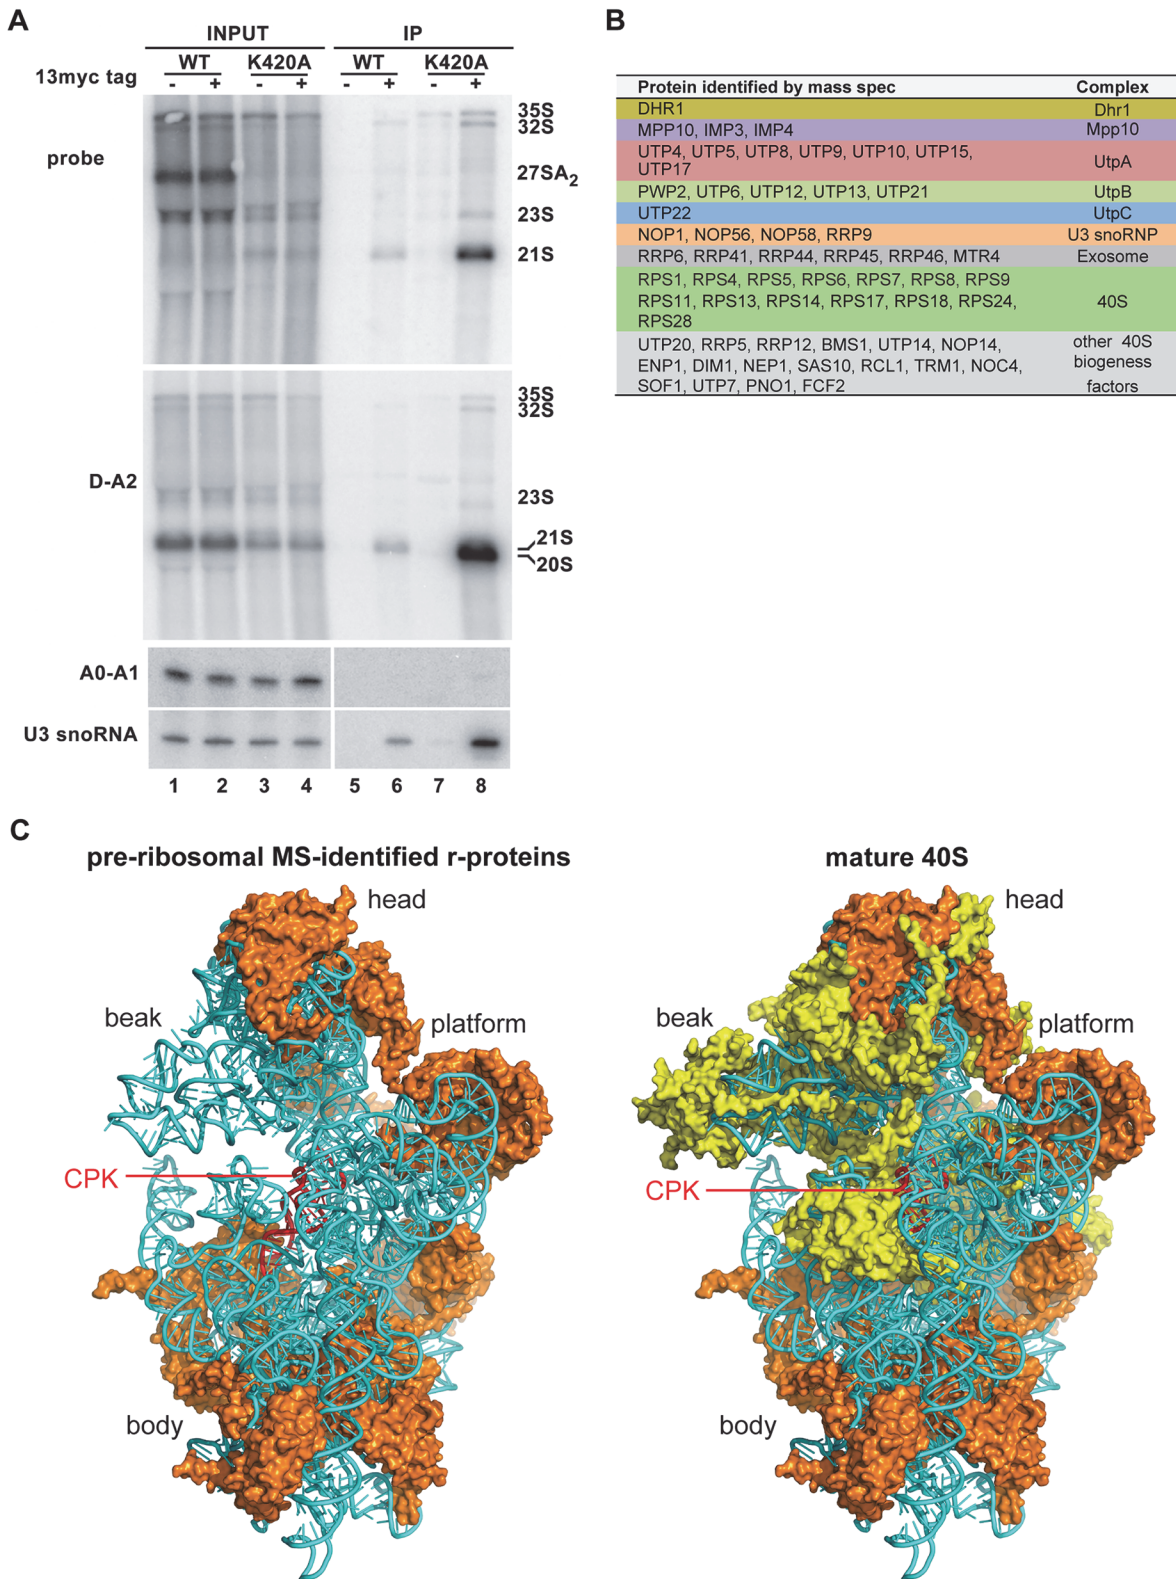 A
INPUT IP
WT K420A WT K420A
13myc tag - + - + - + - +
probe
35S
32S
27SA2
23S
21S
D-A2
35S
32S
23S
21S
20S
A0-A1
U3 snoRNA
1 2 3 4 5 6 7 8
B
Protein identified by mass spec Complex
DHR1 Dhr1
MPP10, IMP3, IMP4 Mpp10
UTP4, UTP5, UTP8, UTP9, UTP10, UTP15,
UTP17 UtpA
PWP2, UTP6, UTP12, UTP13, UTP21 UtpB
UTP22 UtpC
NOP1, NOP56, NOP58, RRP9 U3 snoRNP
RRP6, RRP41, RRP44, RRP45, RRP46, MTR4 Exosome
RPS1, RPS4, RPS5, RPS6, RPS7, RPS8, RPS9
RPS11, RPS13, RPS14, RPS17, RPS18, RPS24, 40S
RPS28
UTP20, RRP5, RRP12, BMS1, UTP14, NOP14, other 40S
ENP1, DIM1, NEP1, SAS10, RCL1, TRM1, NOC4, biogeness
SOF1, UTP7, PNO1, FCF2 factors
C
pre-ribosomal MS-identified r-proteins mature 40S
head head
beak platform beak platform
CPK CPK
body body